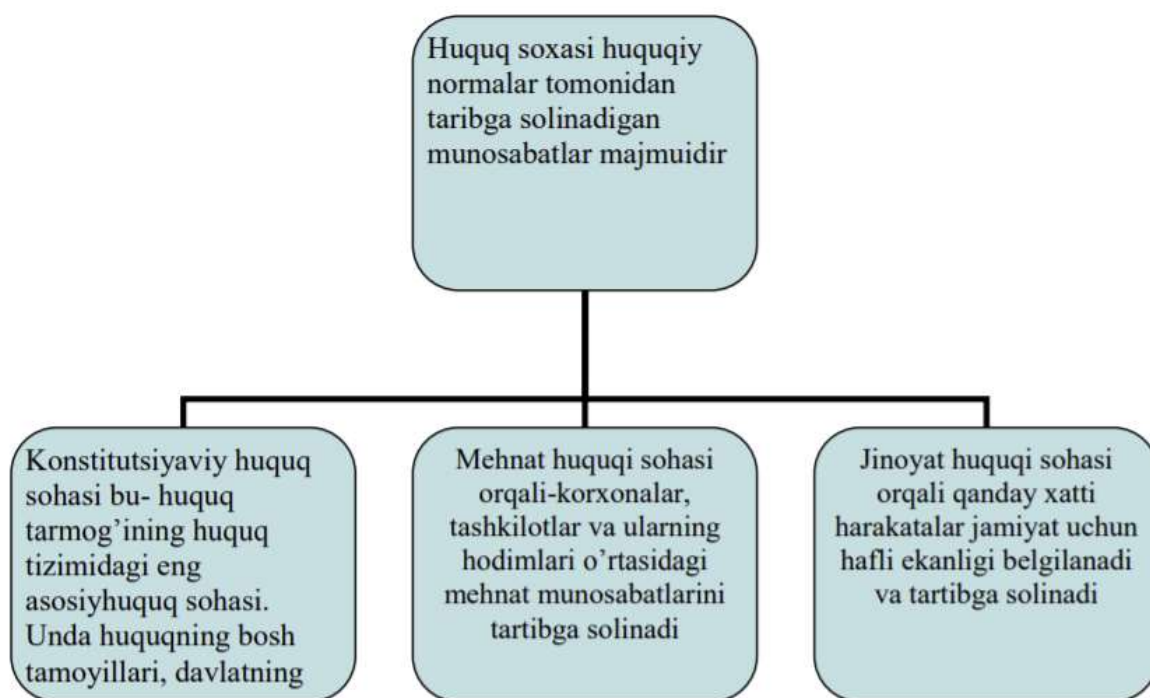 Huquq soxasi huquqiy
normalar tomonidan
taribga solinadigan
munosabatlar majmuidir
Konstitutsiyaviy huquq
sohasi bu- huquq
tarmog’ining huquq
tizimidagi eng
asosiyhuquq sohasi.
Unda huquqning bosh
tamoyillari, davlatning
Mehnat huquqi sohasi
orqali-korxonalar,
tashkilotlar va ularning
hodimlari o’rtasidagi
mehnat munosabatlarini
tartibga solinadi
Jinoyat huquqi sohasi
orqali qanday xatti
harakatalar jamiyat uchun
hafli ekanligi belgilanadi
va tartibga solinadi